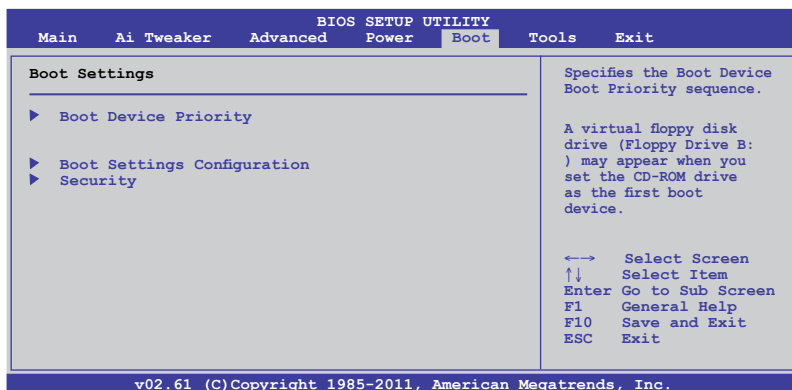 BIOS SETUP UTILITY
Main Ai Tweaker Advanced Power Boot Tools Exit
Boot Settings
Boot Device Priority
Boot Settings Configuration
Security
Specifies the Boot Device
Boot Priority sequence.
A virtual floppy disk
drive (Floppy Drive B:
) may appear when you
set the CD-ROM drive
as the first boot
device.
←→ Select Screen
↑↓ Select Item
Enter Go to Sub Screen
F1 General Help
F10 Save and Exit
ESC Exit
v02.61 (C)Copyright 1985-2011, American Megatrends, Inc.